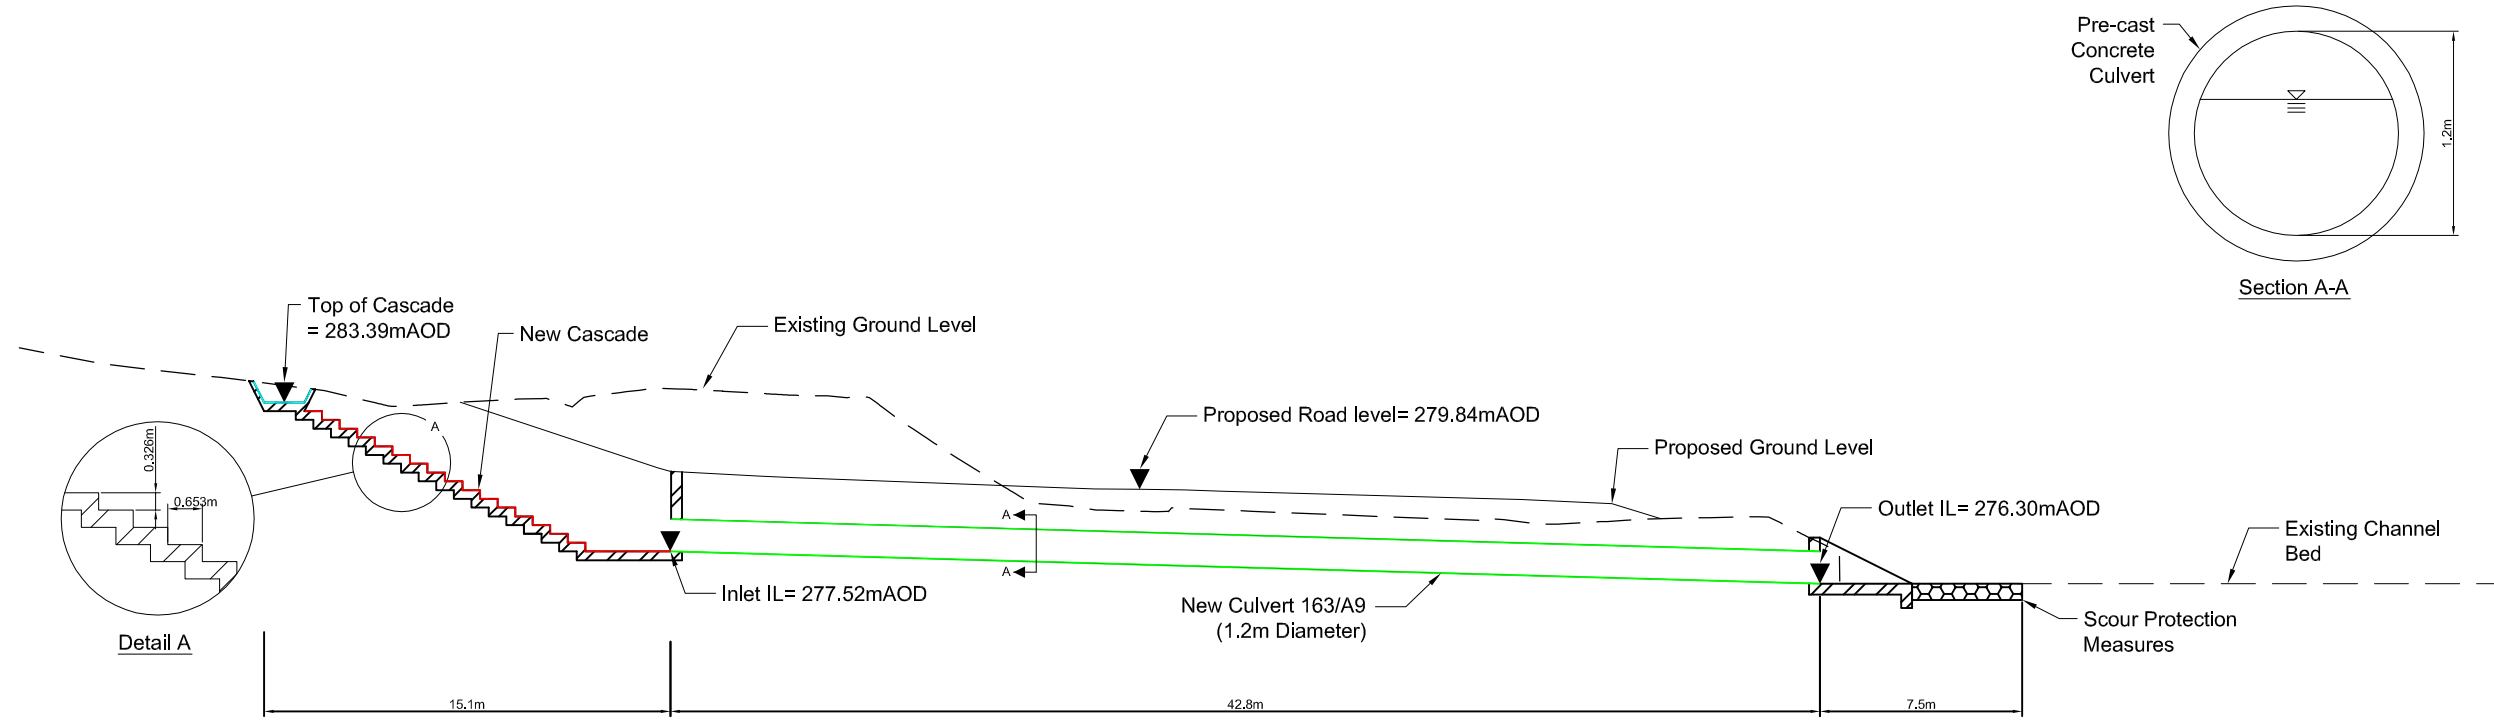 Pre-cast
Concrete
Culvert
1.2m
Section A-A
Top of Cascade
= 283.39mAOD
New Cascade
Existing Ground Level
Proposed Road level= 279.84mAOD
Proposed Ground Level
A
0.326m
0.653m
Detail A
A
A
Inlet IL= 277.52mAOD
New Culvert 163/A9
(1.2m Diameter)
Outlet IL= 276.30mAOD
Existing Channel
Bed
Scour Protection
Measures
15.1m
42.8m
7.5m